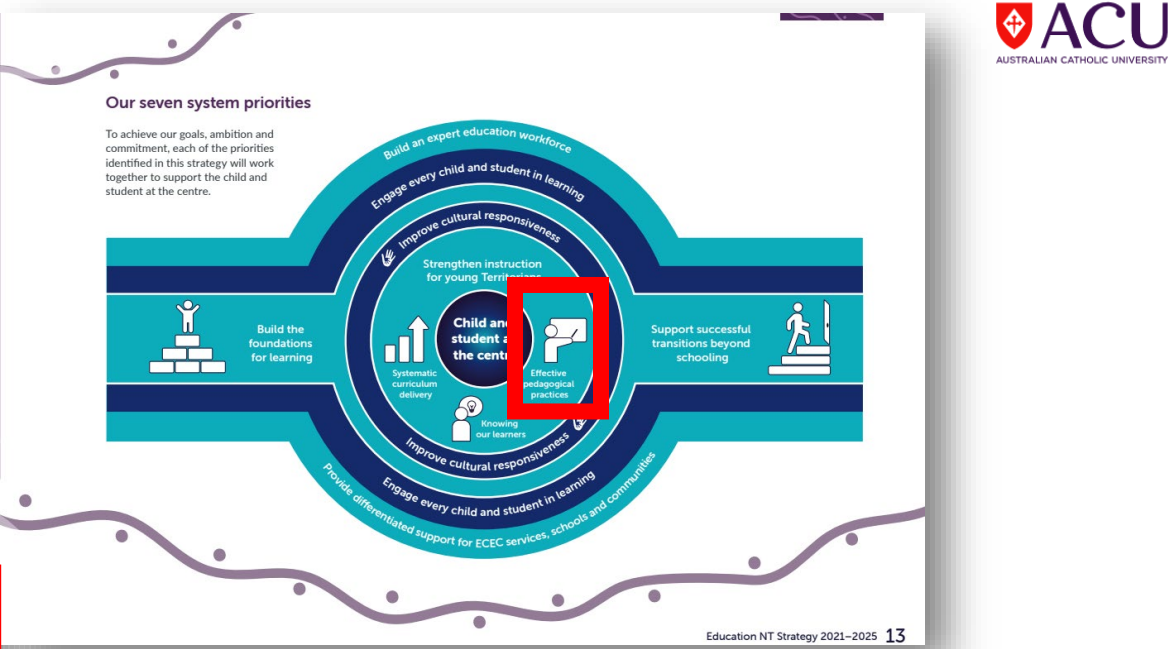 ACU
AUSTRALIAN CATHOLIC UNIVERSITY
Our seven system priorities
To achieve our goals, ambition and
commitment, each of the priorities
identified in this strategy will work
together to support the child and
student at the centre.
Build an expert education workforce
Engage every child and student in learning
Improve cultural responsiveness
Strengthen instruction
for young Territorians
Child and
student a
the centr
Build the
foundations
for learning
Systematic
curriculum
delivery
Effective
pedagogical
practices
Support successful
transitions beyond
schooling
Knowing
our learners
Improve cultural responsiveness
Engage every child and student in learning
Provide differentiated support for ECEC services, schools and communities
Education NT Strategy 2021–2025 13